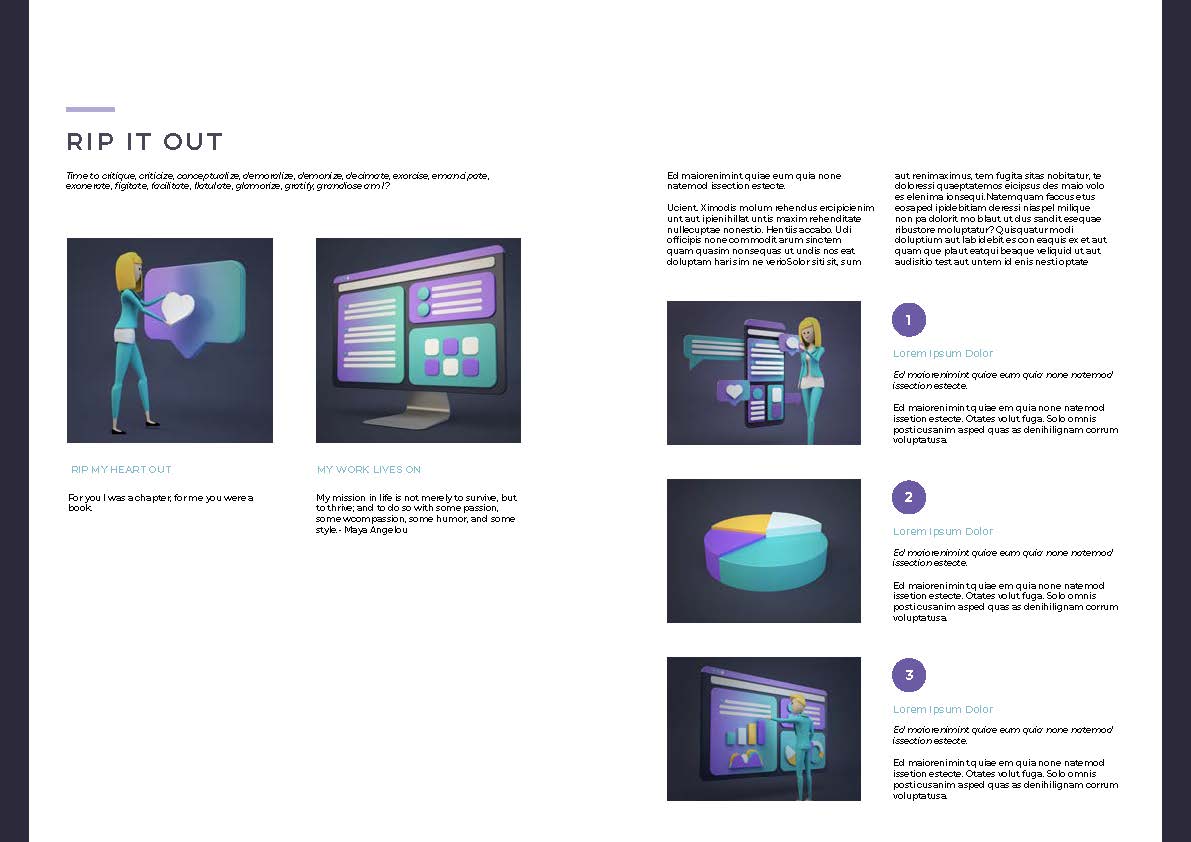 RIP IT OUT
Time to critique, criticize, conceptualize, demoralize, demonize, decimate, exorcise, emancipate,
exonerate, figitate, facilitate, flatulate, glamorize, gratify, grandiose am I?
RIP MY HEART OUT
For you I was a chapter, for me you were a
book.
MY WORK LIVES ON
My mission in life is not merely to survive, but
to thrive; and to do so with some passion,
some wcompassion, some humor, and some
style.- Maya Angelou
Ed maiorenimint quiae eum quia none
natemod issection estecte.
Ucient. Ximodis molum rehendus ercipicienim
unt aut ipienihillat untis maxim rehenditate
nullecuptae nonestio. Hentiis accabo. Udi
officipis none commodit arum sinctem
quam quasim nonsequas ut undis nos eat
doluptam haris im ne verioSolor siti sit, sum
aut renimaximus, tem fugita sitas nobitatur, te
doloressi quaeptatemos eicipsus des maio volo
es elenima ionsequi.Natemquam faccus etus
eosaped ipidebitiam deressi niaspel milique
non pa dolorit mo blaut ut dus sandit esequae
ribustore moluptatur? Quisquatur modi
doluptium aut lab idebit es con eaquis ex et aut
quam que plaut eatqui beaque veliquid ut aut
audisitio test aut untem id enis nesti optate
1
Lorem Ipsum Dolor
Ed maiorenimint quiae eum quia none natemod
issection estecte.
Ed maiorenimint quiae em quia none natemod
issetion estecte. Otates volut fuga. Solo omnis
posticusanim asped quas as denihilignam corrum
voluptatusa.
2
Lorem Ipsum Dolor
Ed maiorenimint quiae eum quia none natemod
issection estecte.
Ed maiorenimint quiae em quia none natemod
issetion estecte. Otates volut fuga. Solo omnis
posticusanim asped quas as denihilignam corrum
voluptatusa.
3
Lorem Ipsum Dolor
Ed maiorenimint quiae eum quia none natemod
issection estecte.
Ed maiorenimint quiae em quia none natemod
issetion estecte. Otates volut fuga. Solo omnis
posticusanim asped quas as denihilignam corrum
voluptatusa.